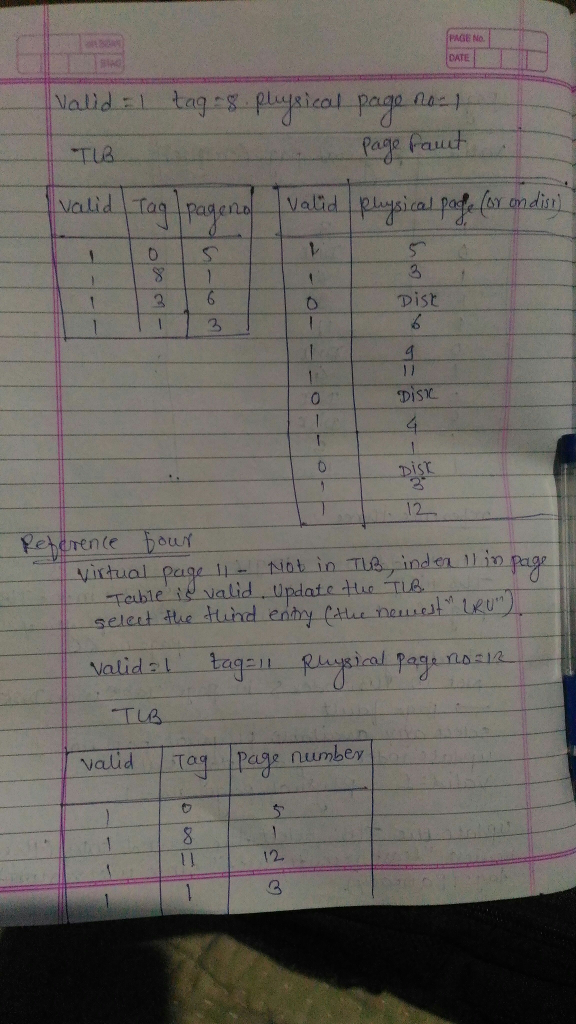 PAGE No.
DATE
Valid = 1 tag = 8 physical page no = 1
TLB Page Fault
Valid Tag page no
1 0 5
1 8 1
1 3 6
1 1 3
Valid physical page (or on disk)
1 5
1 3
0 Disk
1 6
1 9
1 11
0 Disk
1 4
1 1
0 Disk
1 3
1 12
Reference four
Virtual page 11 - Not in TLB, index 11 in page
Table is valid. Update the TLB
select the third entry (the newest "LRU").
Valid = 1 tag = 11 physical page no = 12
TLB
Valid Tag page number
1 0 5
1 8 1
1 11 12
1 1 3